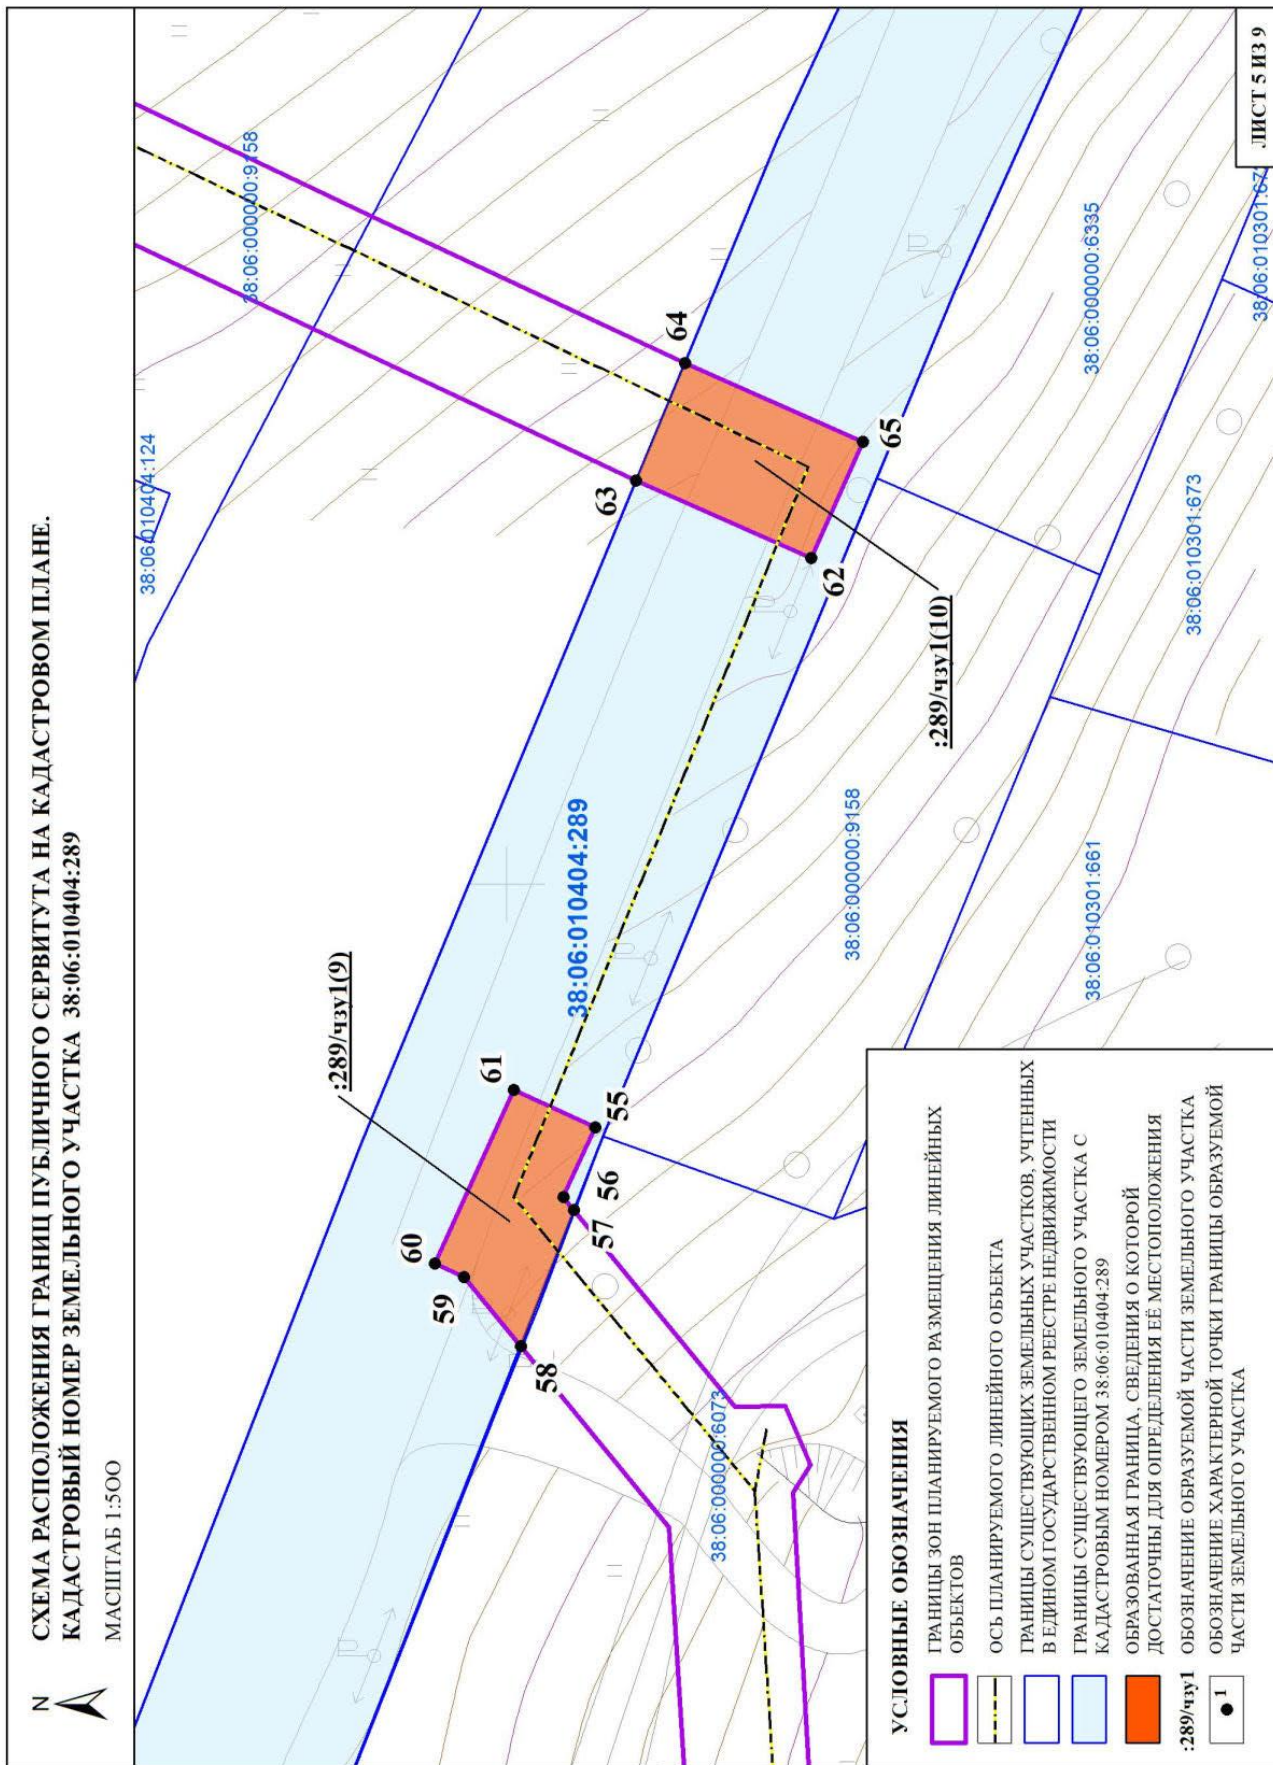 СХЕМА РАСПОЛОЖЕНИЯ ГРАНИЦ ПУБЛИЧНОГО СЕРВИТУТА НА КАДАСТРОВОМ ПЛАНЕ.
КАДАСТРОВЫЙ НОМЕР ЗЕМЕЛЬНОГО УЧАСТКА 38:06:010404:289
N
МАСШТАБ 1:500
38:06:010404:124
38:06:000000:9158
:289/чзу1(9)
60
61
59
58
57
56
55
38:06:010404:289
63
64
62
65
:289/чзу1(10)
38:06:000000:6073
38:06:000000:9158
38:06:000000:6335
38:06:010301:661
38:06:010301:673
38:06:010301:67
УСЛОВНЫЕ ОБОЗНАЧЕНИЯ
ГРАНИЦЫ ЗОН ПЛАНИРУЕМОГО РАЗМЕЩЕНИЯ ЛИНЕЙНЫХ
ОБЪЕКТОВ
ОСЬ ПЛАНИРУЕМОГО ЛИНЕЙНОГО ОБЪЕКТА
ГРАНИЦЫ СУЩЕСТВУЮЩИХ ЗЕМЕЛЬНЫХ УЧАСТКОВ, УЧТЕННЫХ
В ЕДИНОМ ГОСУДАРСТВЕННОМ РЕЕСТРЕ НЕДВИЖИМОСТИ
ГРАНИЦЫ СУЩЕСТВУЮЩЕГО ЗЕМЕЛЬНОГО УЧАСТКА С
КАДАСТРОВЫМ НОМЕРОМ 38:06:010404:289
ОБРАЗОВАННАЯ ГРАНИЦА, СВЕДЕНИЯ О КОТОРОЙ
ДОСТАТОЧНЫ ДЛЯ ОПРЕДЕЛЕНИЯ ЕЁ МЕСТОПОЛОЖЕНИЯ
:289/чзу1 ОБОЗНАЧЕНИЕ ОБРАЗУЕМОЙ ЧАСТИ ЗЕМЕЛЬНОГО УЧАСТКА
1 ОБОЗНАЧЕНИЕ ХАРАКТЕРНОЙ ТОЧКИ ГРАНИЦЫ ОБРАЗУЕМОЙ
ЧАСТИ ЗЕМЕЛЬНОГО УЧАСТКА
ЛИСТ 5 ИЗ 9